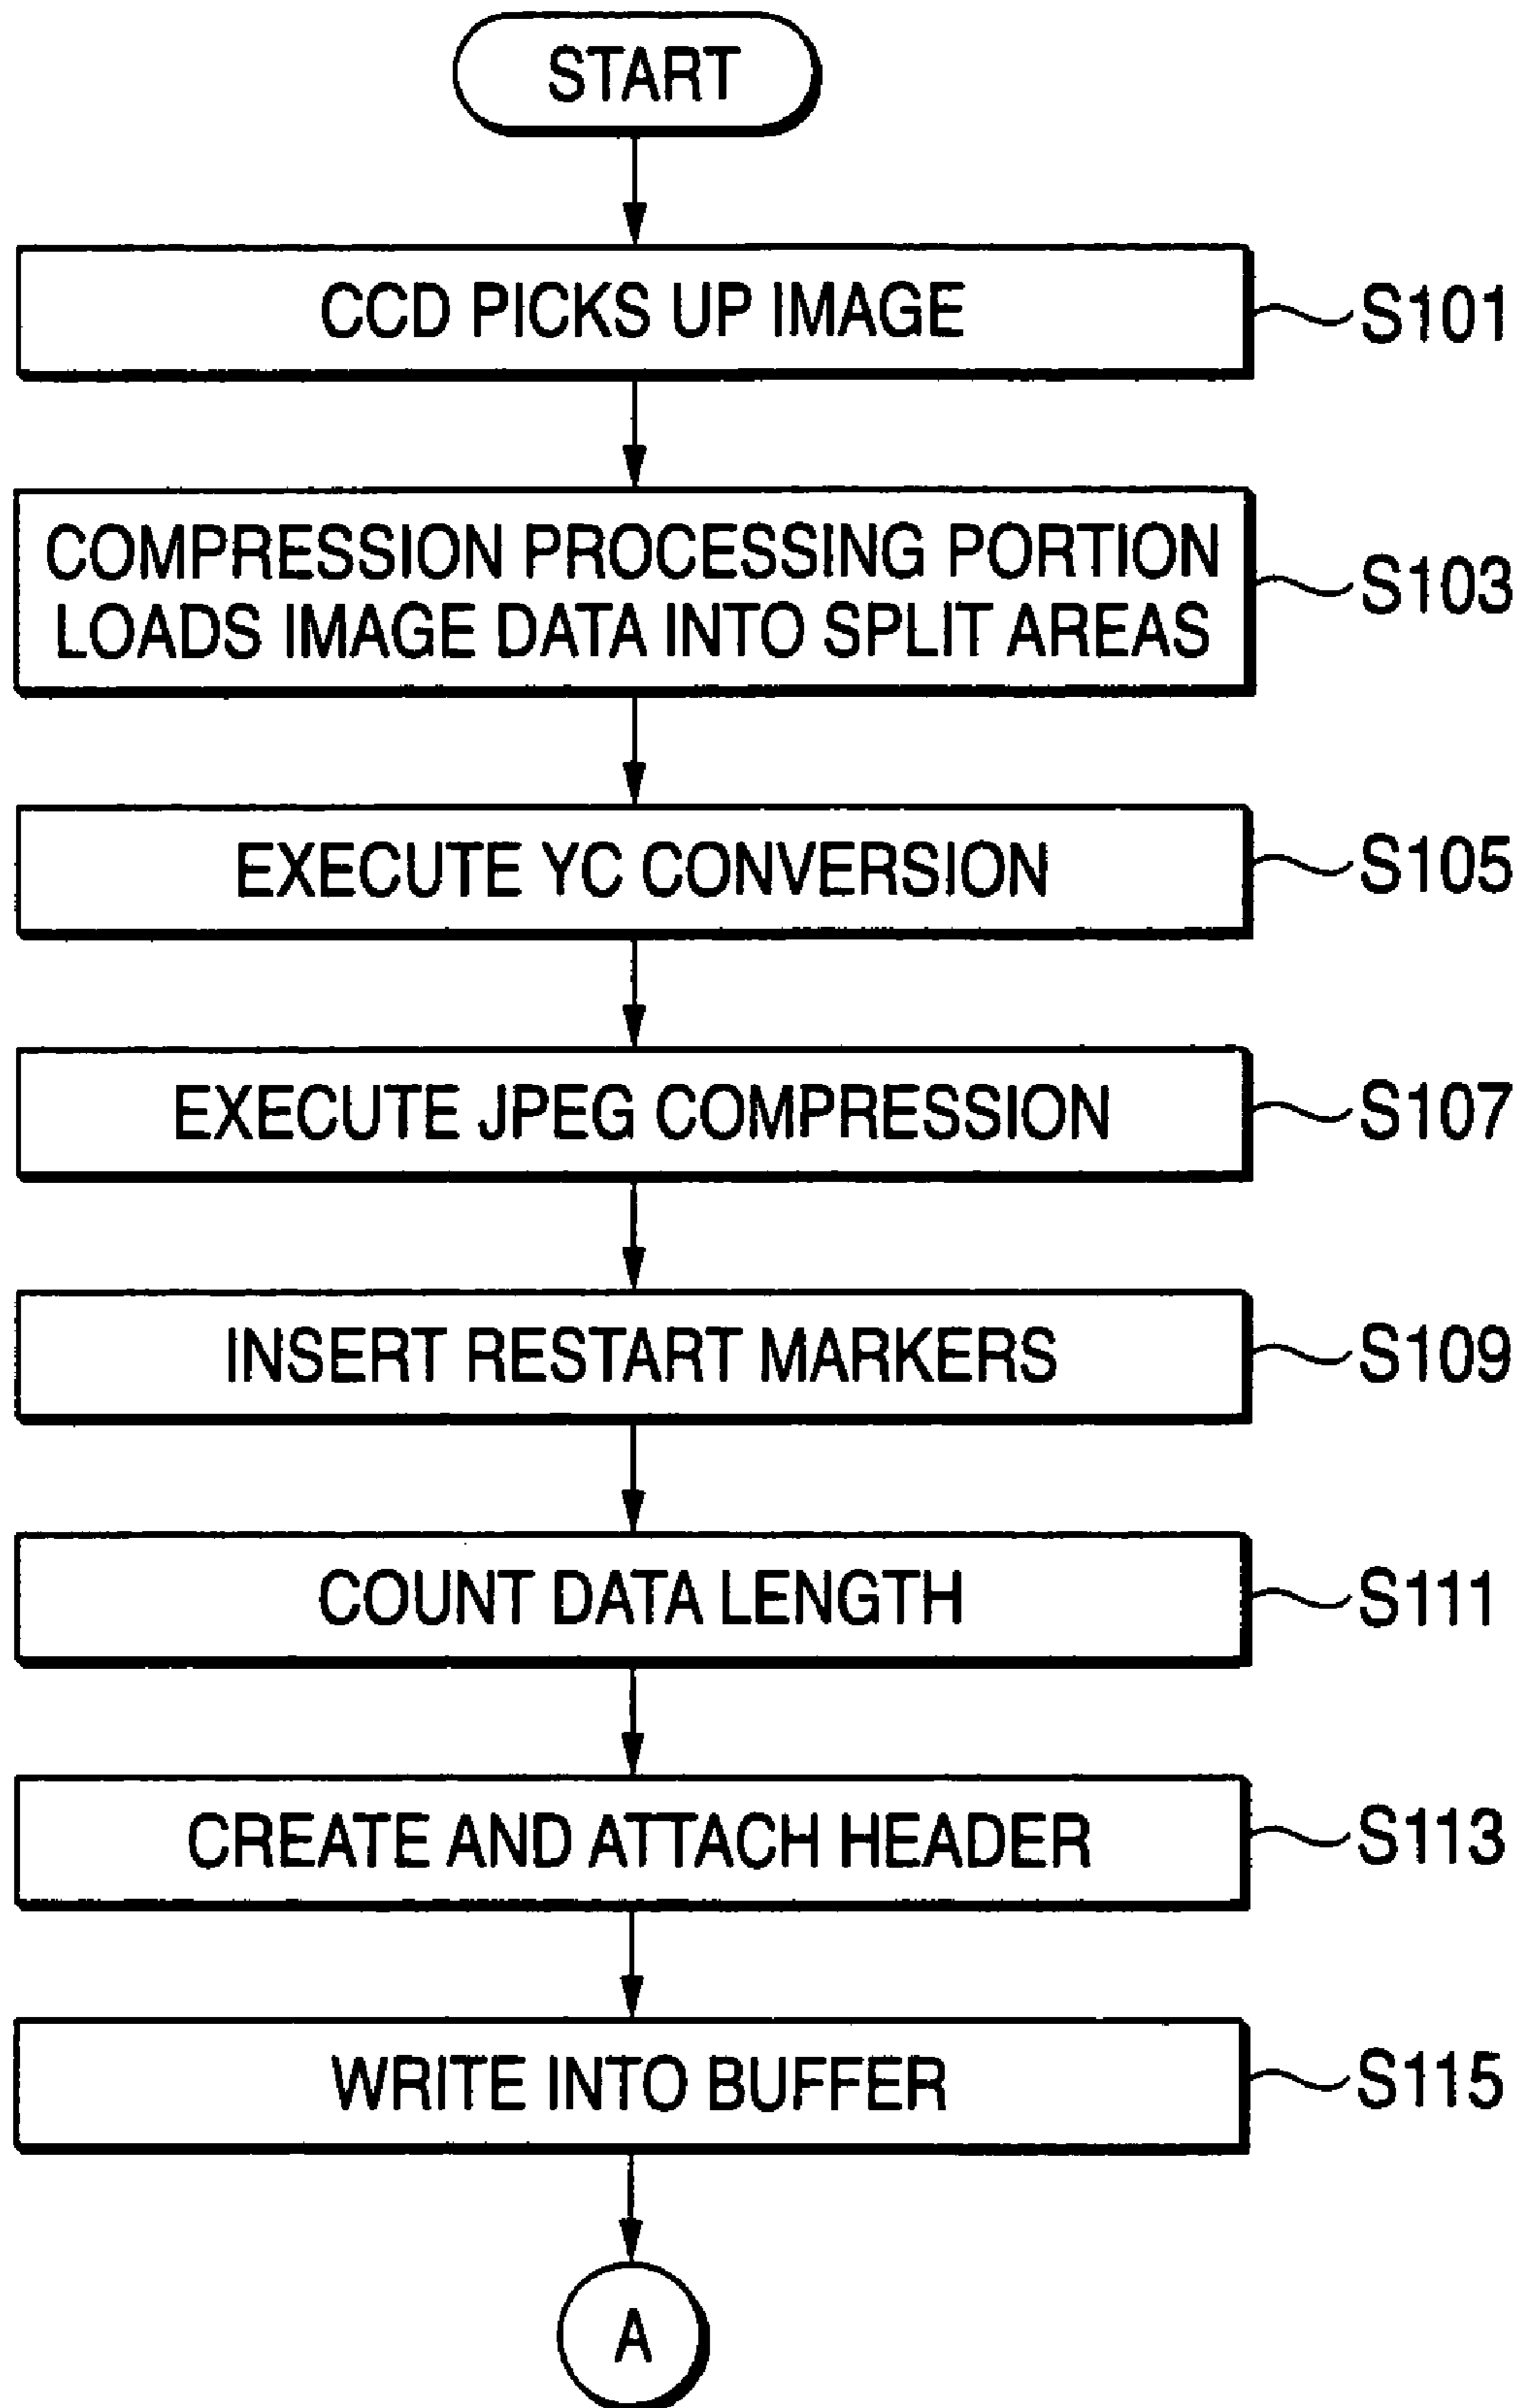 START
CCD PICKS UP IMAGE
S101
COMPRESSION PROCESSING PORTION
LOADS IMAGE DATA INTO SPLIT AREAS
S103
EXECUTE YC CONVERSION
S105
EXECUTE JPEG COMPRESSION
S107
INSERT RESTART MARKERS
S109
COUNT DATA LENGTH
S111
CREATE AND ATTACH HEADER
S113
WRITE INTO BUFFER
S115
A